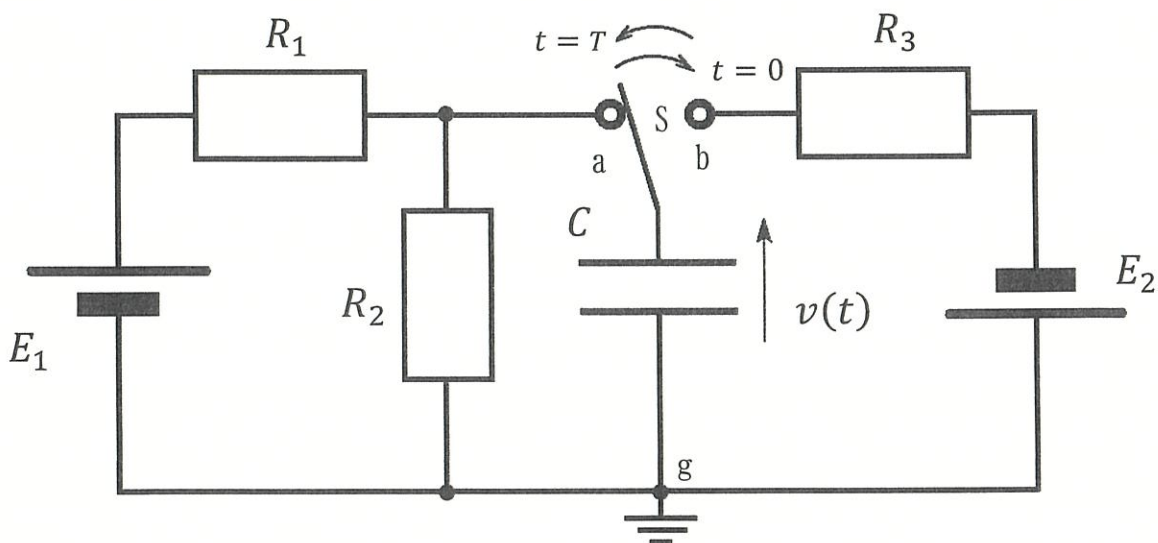 R₁
t = T
t = 0
R₃
S
a
b
C
E₂
R₂
v(t)
E₁
g